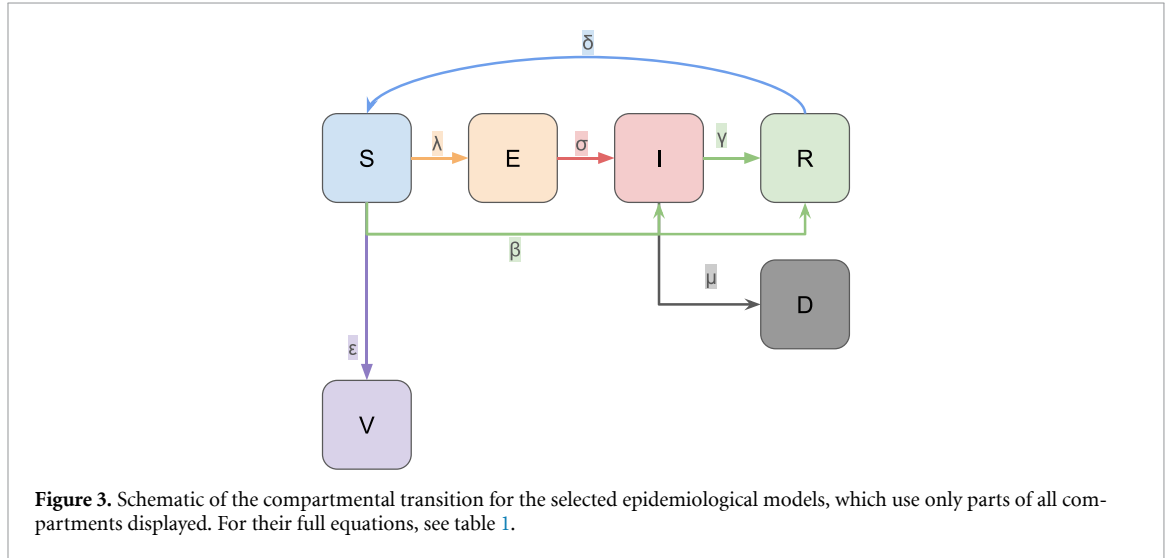 δ
S
λ
E
σ
I
γ
R
β
μ
D
ε
V
Figure 3. Schematic of the compartmental transition for the selected epidemiological models, which use only parts of all com-
partments displayed. For their full equations, see table 1.